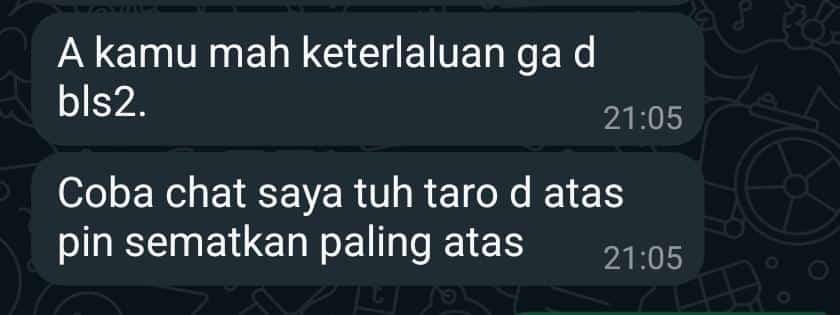 A kamu mah keterlaluan ga d
bls2.
21:05
Coba chat saya tuh taro d atas
pin sematkan paling atas
21:05